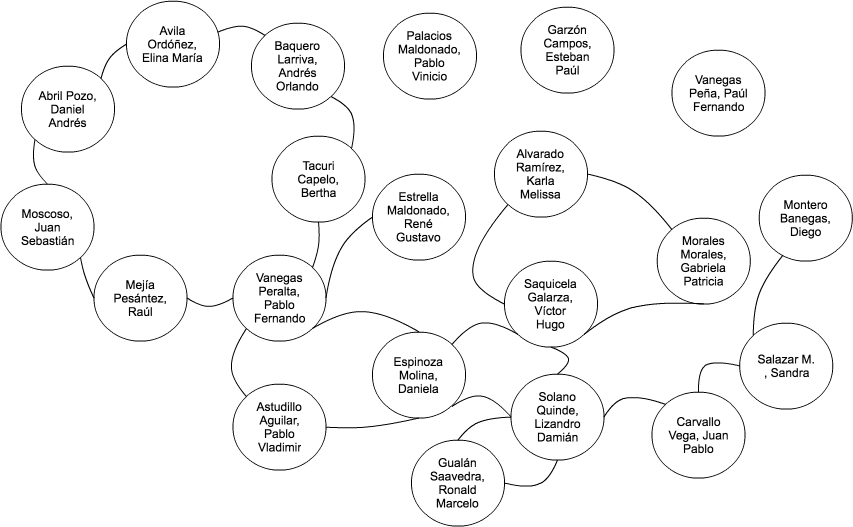 Avila
Ordóñez,
Elina María
Baquero
Larriva,
Andrés
Orlando
Palacios
Maldonado,
Pablo
Vinicio
Garzón
Campos,
Esteban
Paúl
Vanegas
Peña, Paúl
Fernando
Abril Pozo,
Daniel
Andrés
Tacuri
Capelo,
Bertha
Alvarado
Ramírez,
Karla
Melissa
Estrella
Maldonado,
René
Gustavo
Montero
Banegas,
Diego
Moscoso,
Juan
Sebastián
Morales
Morales,
Gabriela
Patricia
Mejía
Pesántez,
Raúl
Vanegas
Peralta,
Pablo
Fernando
Saquicela
Galarza,
Víctor
Hugo
Espinoza
Molina,
Daniela
Salazar M.
, Sandra
Astudillo
Aguilar,
Pablo
Vladimir
Solano
Quinde,
Lizandro
Damián
Carvallo
Vega, Juan
Pablo
Gualán
Saavedra,
Ronald
Marcelo